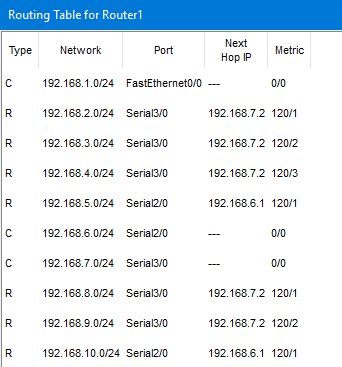 Routing Table for Router1
Type Network Port Next Hop IP Metric
C 192.168.1.0/24 FastEthernet0/0 --- 0/0
R 192.168.2.0/24 Serial3/0 192.168.7.2 120/1
R 192.168.3.0/24 Serial3/0 192.168.7.2 120/2
R 192.168.4.0/24 Serial3/0 192.168.7.2 120/3
R 192.168.5.0/24 Serial2/0 192.168.6.1 120/1
C 192.168.6.0/24 Serial2/0 --- 0/0
C 192.168.7.0/24 Serial3/0 --- 0/0
R 192.168.8.0/24 Serial3/0 192.168.7.2 120/1
R 192.168.9.0/24 Serial3/0 192.168.7.2 120/2
R 192.168.10.0/24 Serial2/0 192.168.6.1 120/1